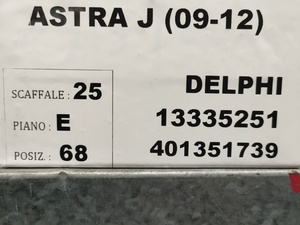 ASTRA J (09-12)
SCAFFALE : 25
PIANO : E
POSIZ. : 68
DELPHI
13335251
401351739